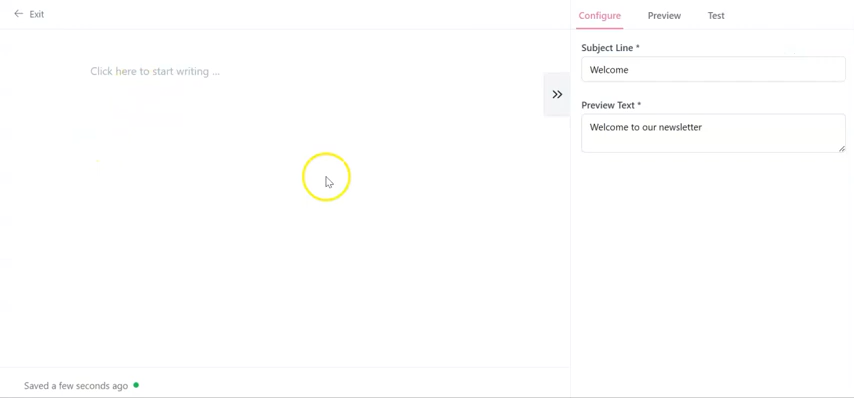 Exit
Click here to start writing ...
Saved a few seconds ago
Configure Preview Test
Subject Line *
Welcome
Preview Text *
Welcome to our newsletter